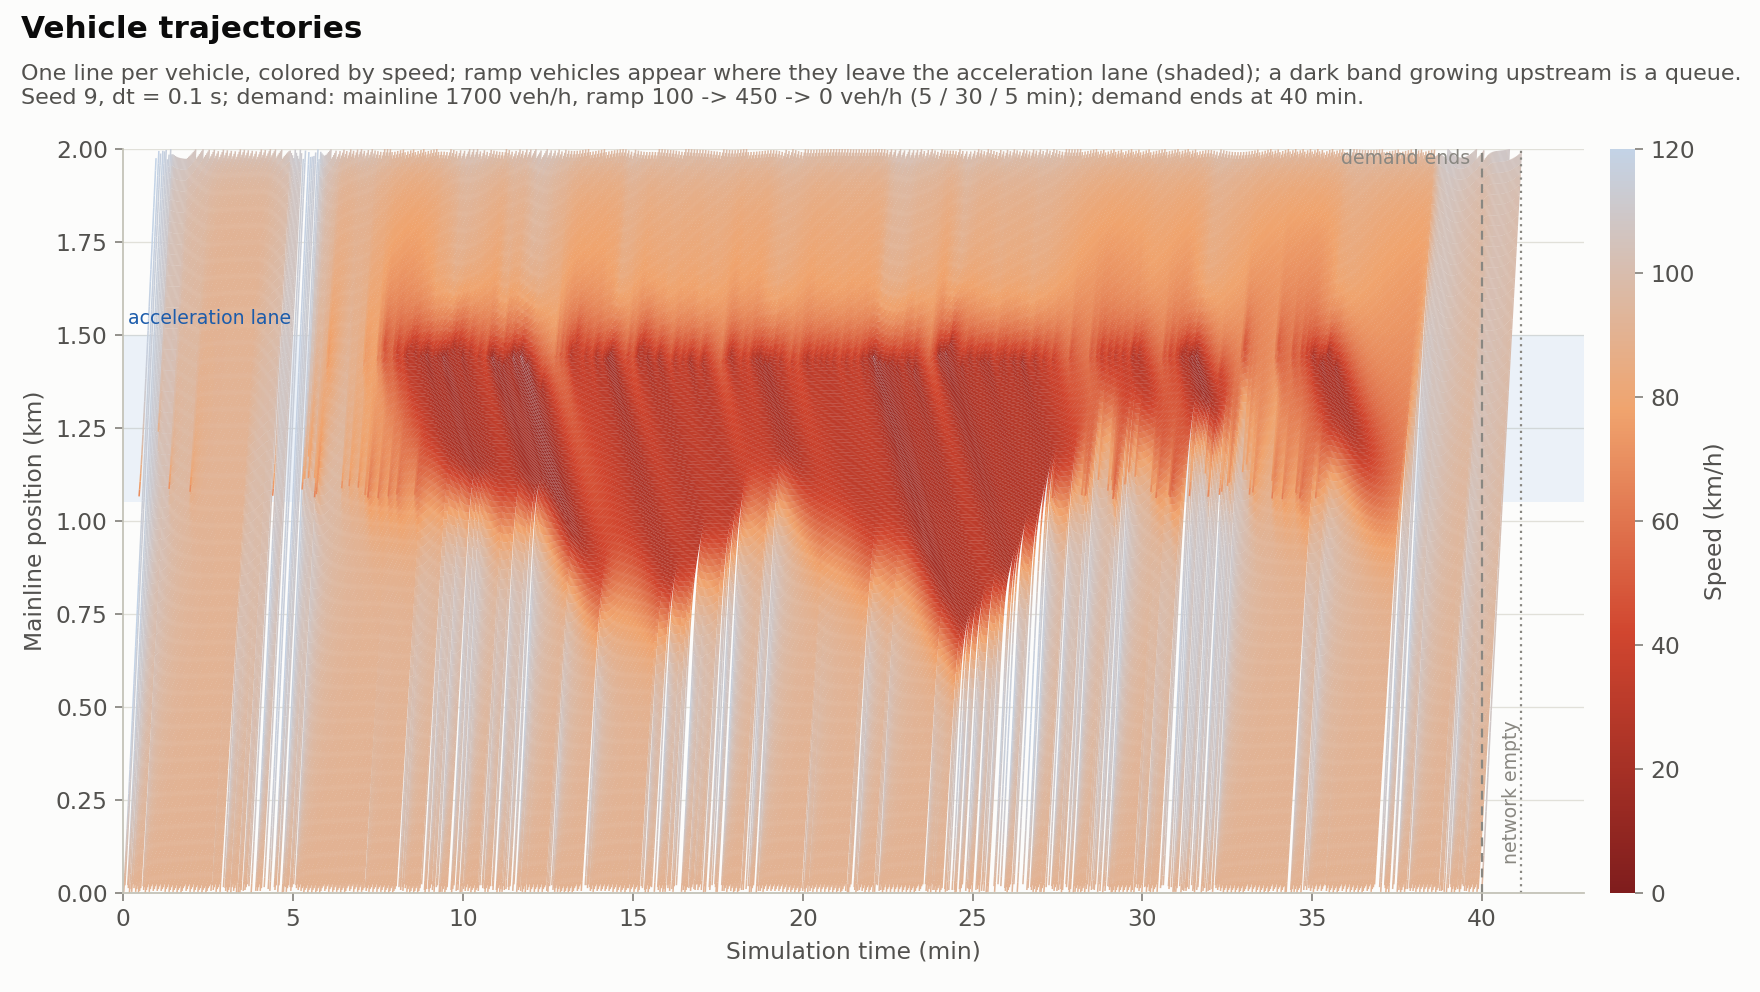 Vehicle trajectories
One line per vehicle, colored by speed; ramp vehicles appear where they leave the acceleration lane (shaded); a dark band growing upstream is a queue.
Seed 9, dt = 0.1 s; demand: mainline 1700 veh/h, ramp 100 -> 450 -> 0 veh/h (5 / 30 / 5 min); demand ends at 40 min.
2.00
1.75
1.50
1.25
1.00
0.75
0.50
0.25
0.00
Mainline position (km)
acceleration lane
demand ends
network empty
0
5
10
15
20
25
30
35
40
Simulation time (min)
120
100
80
60
40
20
0
Speed (km/h)